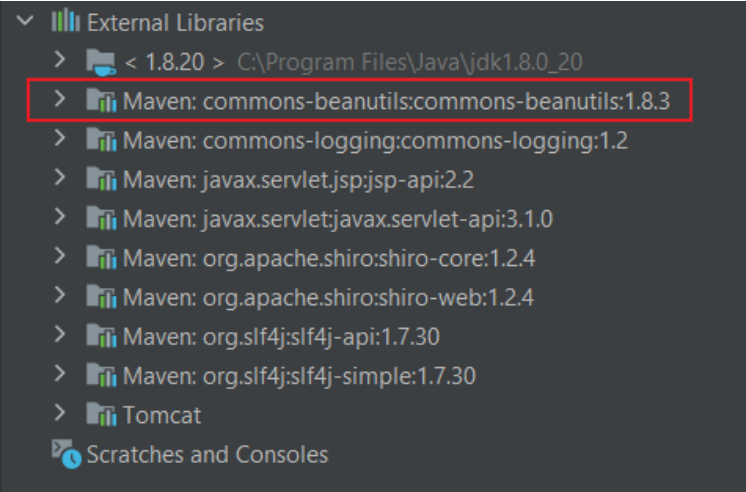 External Libraries
< 1.8.20 > C:\Program Files\Java\jdk1.8.0_20
Maven: commons-beanutils:commons-beanutils:1.8.3
Maven: commons-logging:commons-logging:1.2
Maven: javax.servlet.jsp:jsp-api:2.2
Maven: javax.servlet:javax.servlet-api:3.1.0
Maven: org.apache.shiro:shiro-core:1.2.4
Maven: org.apache.shiro:shiro-web:1.2.4
Maven: org.slf4j:slf4j-api:1.7.30
Maven: org.slf4j:slf4j-simple:1.7.30
Tomcat
Scratches and Consoles